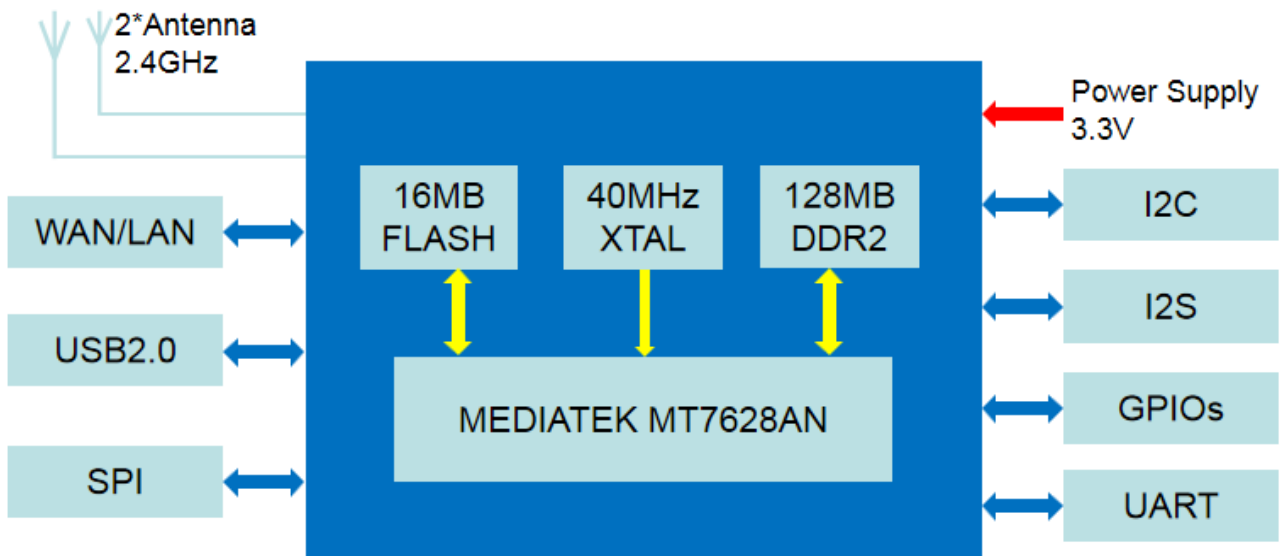 2*Antenna
2.4GHz
Power Supply
3.3V
16MB
FLASH
40MHz
XTAL
128MB
DDR2
WAN/LAN
I2C
USB2.0
I2S
MEDIATEK MT7628AN
GPIOs
SPI
UART